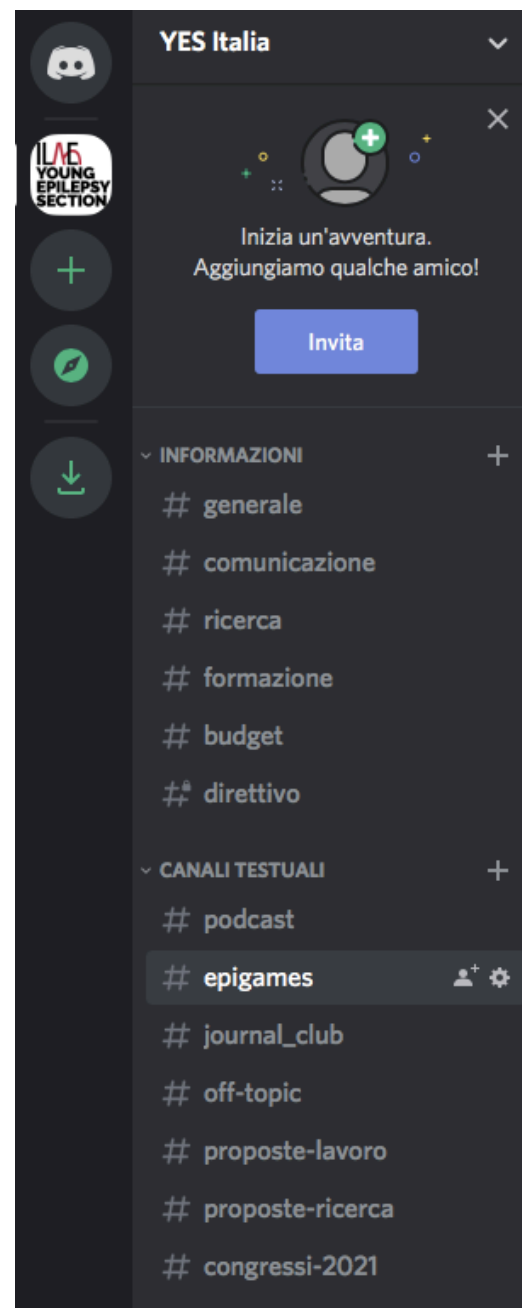 YES Italia
ILAE
YOUNG
EPILEPSY
SECTION
Inizia un'avventura.
Aggiungiamo qualche amico!
Invita
INFORMAZIONI
# generale
# comunicazione
# ricerca
# formazione
# budget
# direttivo
CANALI TESTUALI
# podcast
# epigames
# journal_club
# off-topic
# proposte-lavoro
# proposte-ricerca
# congressi-2021